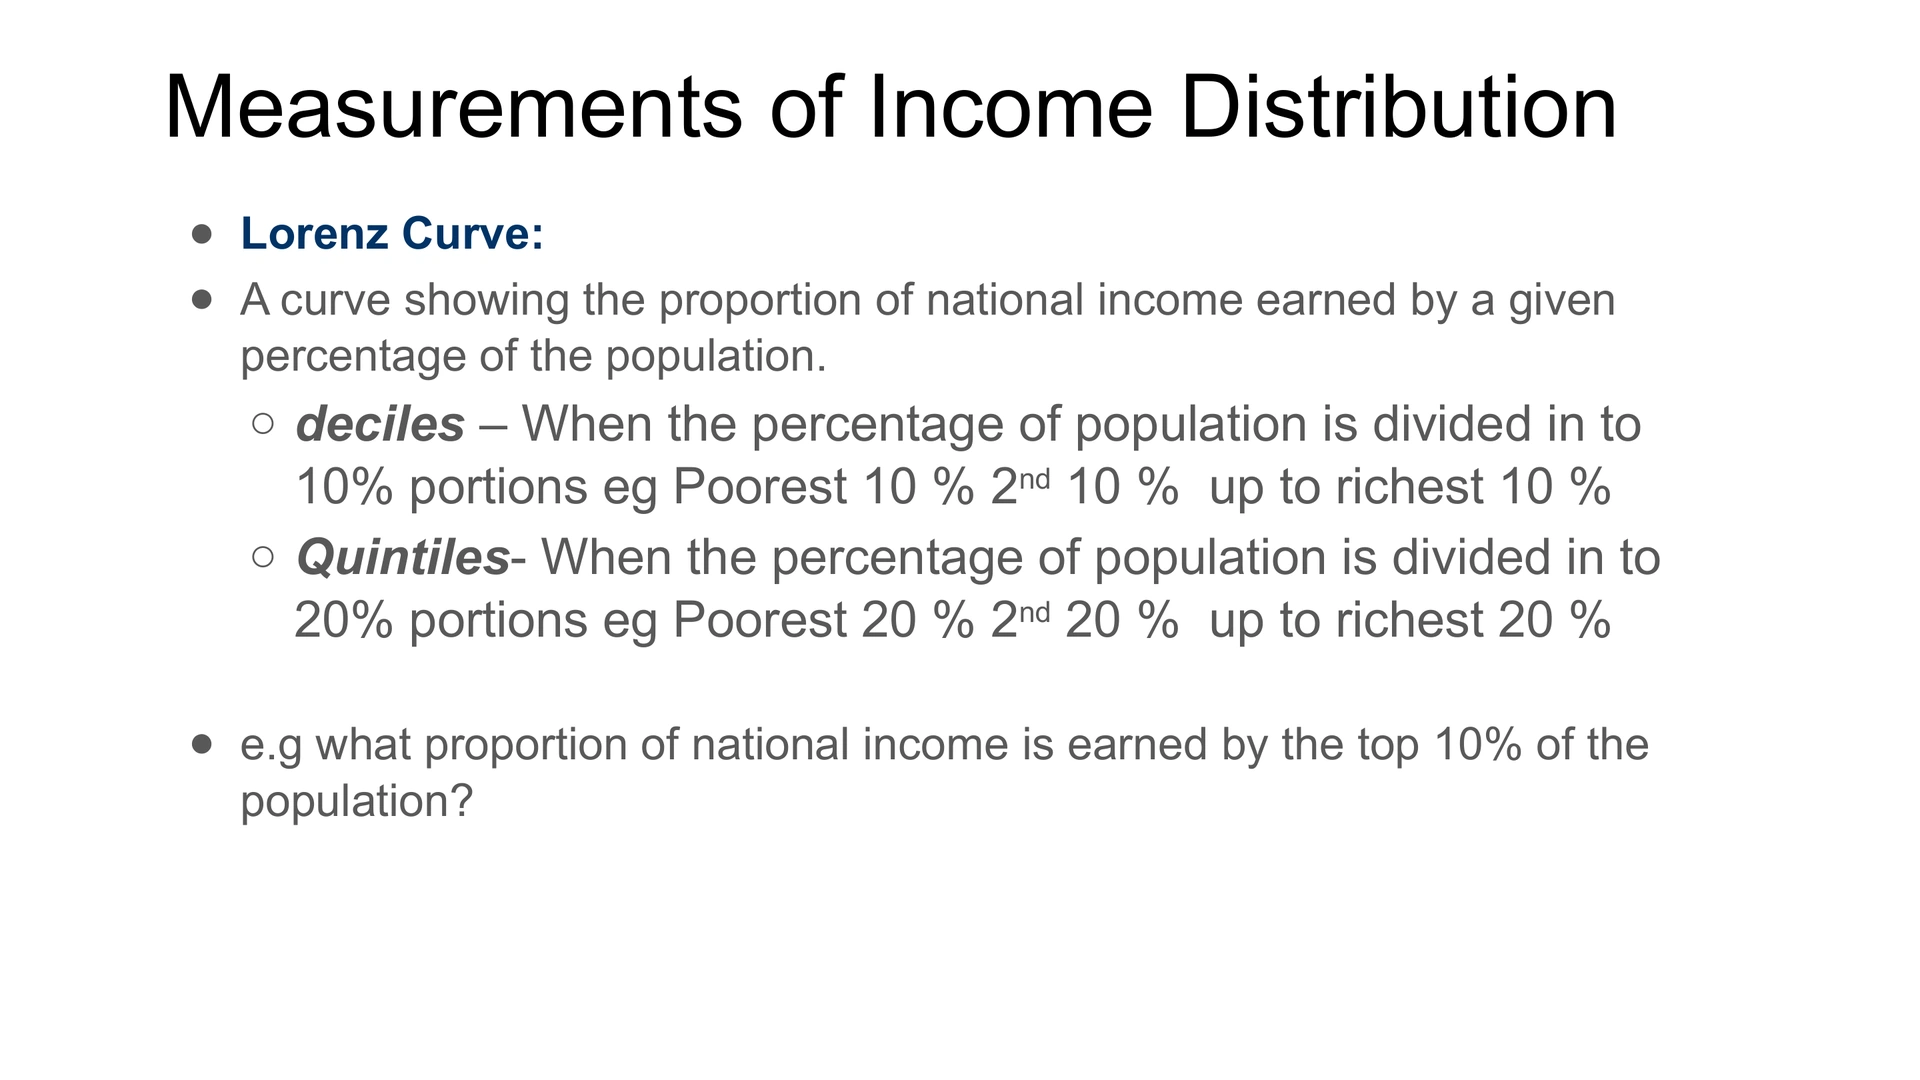 Measurements of Income Distribution
● Lorenz Curve:
● A curve showing the proportion of national income earned by a given
percentage of the population.
○ deciles – When the percentage of population is divided in to
10% portions eg Poorest 10 % 2nd 10 %  up to richest 10 %
○ Quintiles- When the percentage of population is divided in to
20% portions eg Poorest 20 % 2nd 20 %  up to richest 20 %
● e.g what proportion of national income is earned by the top 10% of the
population?